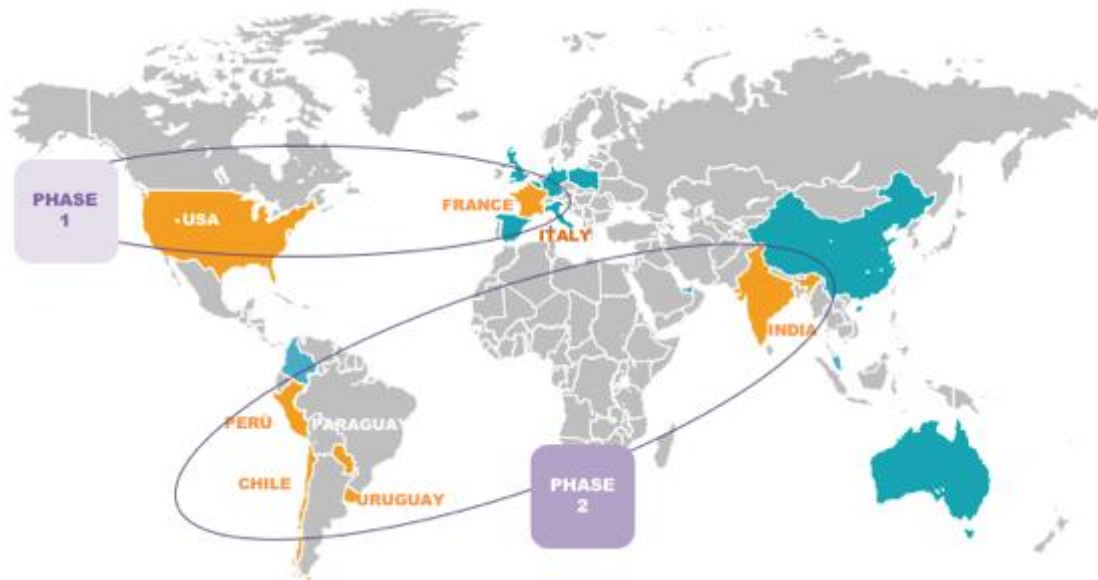 PHASE
1
USA
FRANCE
ITALY
INDIA
PERÚ
PARAGUAY
CHILE
URUGUAY
PHASE
2